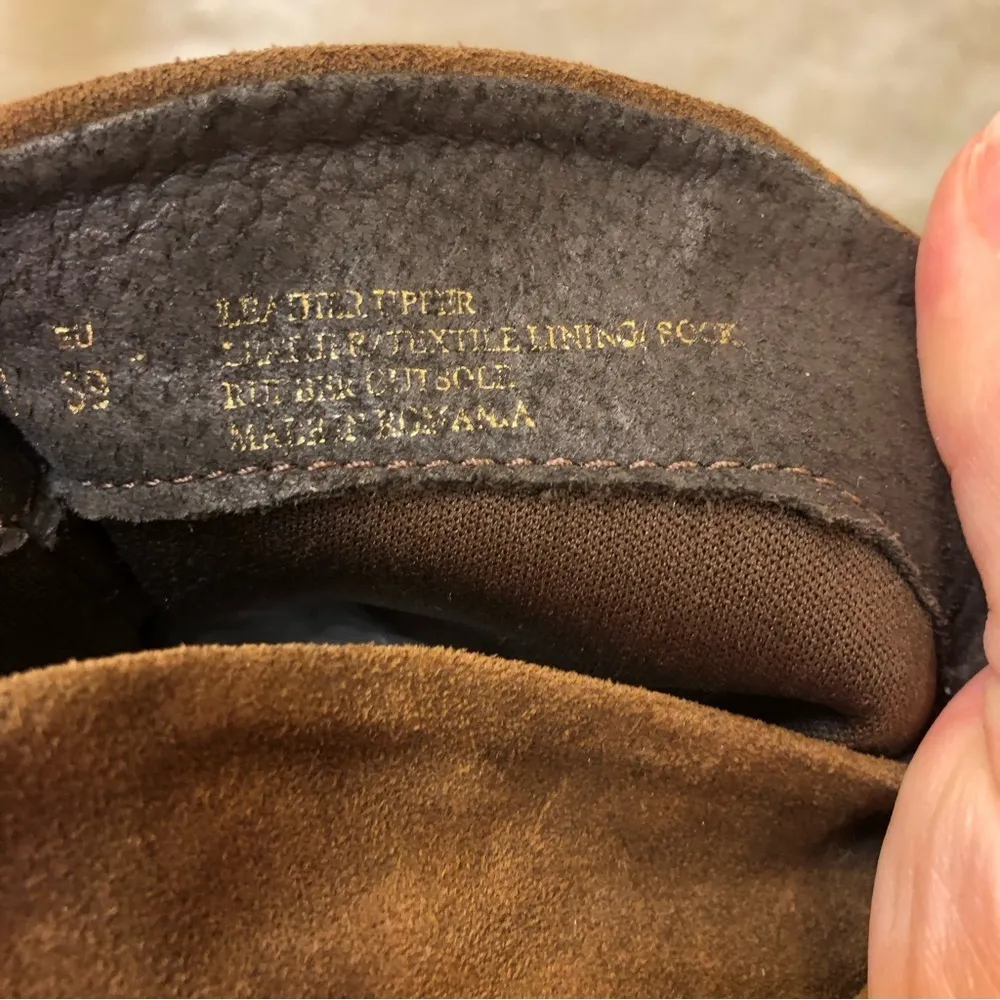 EU
39
LEATHER UPPER
LEATHER/TEXTILE LINING/SOCK
RUBBER OUTSOLE
MADE IN ROMANIA